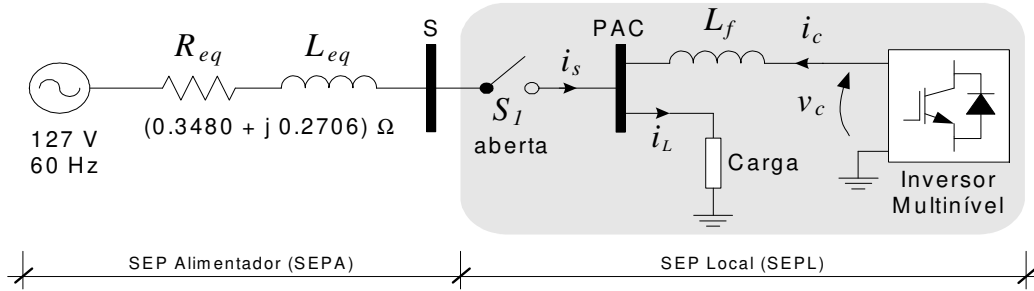 R_eq
L_eq
S
PAC
L_f
i_c
i_s
S_1
aberta
(0.3480 + j 0.2706) Ω
127 V
60 Hz
i_L
v_c
Carga
Inversor
Multinível
SEP Alimentador (SEPA)
SEP Local (SEPL)